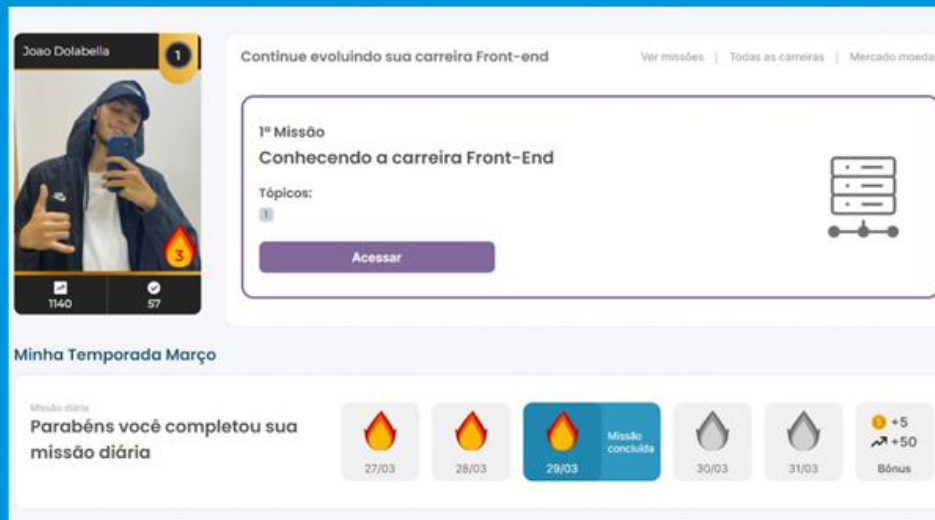 Joao Dolabella
1
3
1140
57
Continue evoluindo sua carreira Front-end
Ver missões | Todas as carreiras | Mercado moeda
1ª Missão
Conhecendo a carreira Front-End
Tópicos:
1
Acessar
Minha Temporada Março
Missão diária
Parabéns você completou sua
missão diária
27/03
28/03
29/03
Missão
concluída
30/03
31/03
+5
+50
Bônus